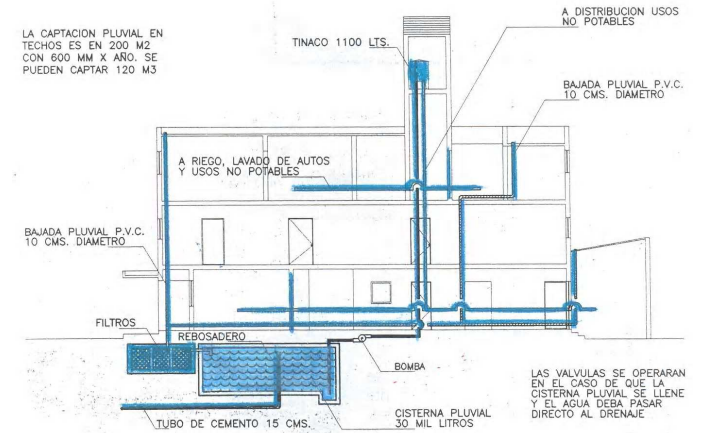 LA CAPTACION PLUVIAL EN
TECHOS ES EN 200 M2
CON 600 MM X AÑO. SE
PUEDEN CAPTAR 120 M3
TINACO 1100 LTS.
A DISTRIBUCION USOS
NO POTABLES
BAJADA PLUVIAL P.V.C.
10 CMS. DIAMETRO
A RIEGO, LAVADO DE AUTOS
Y USOS NO POTABLES
BAJADA PLUVIAL P.V.C.
10 CMS. DIAMETRO
FILTROS
REBOSADERO
BOMBA
TUBO DE CEMENTO 15 CMS.
CISTERNA PLUVIAL
30 MIL LITROS
LAS VALVULAS SE OPERARAN
EN EL CASO DE QUE LA
CISTERNA PLUVIAL SE LLENE
Y EL AGUA DEBA PASAR
DIRECTO AL DRENAJE